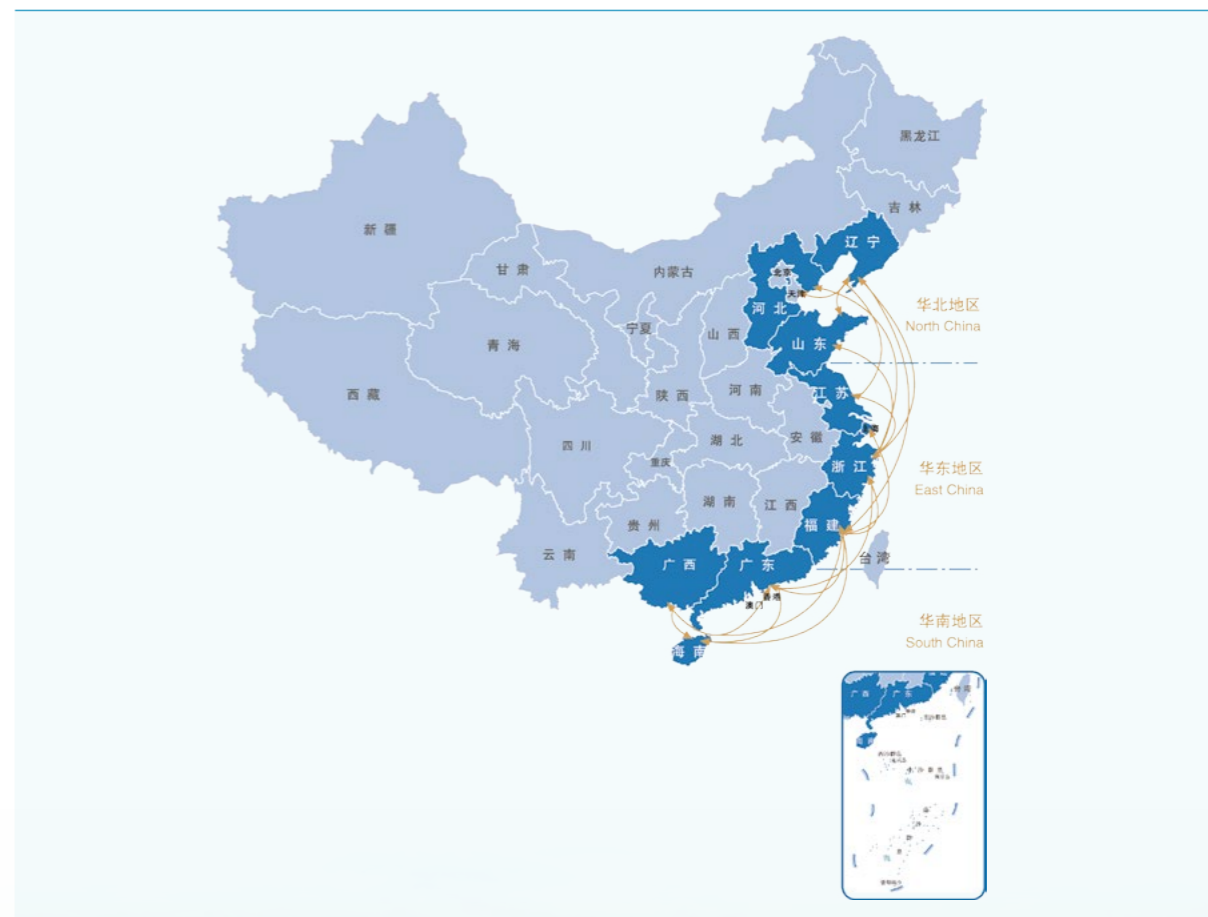 黑龙江
吉林
新疆
辽宁
甘肃
内蒙古
北京
天津
河北
华北地区
North China
宁夏
山西
青海
山东
西藏
陕西
河南
江苏
四川
湖北
安徽
重庆
浙江
华东地区
East China
湖南
江西
贵州
福建
云南
台湾
广西
广东
香港
澳门
华南地区
South China
海南
广西
广东
台湾